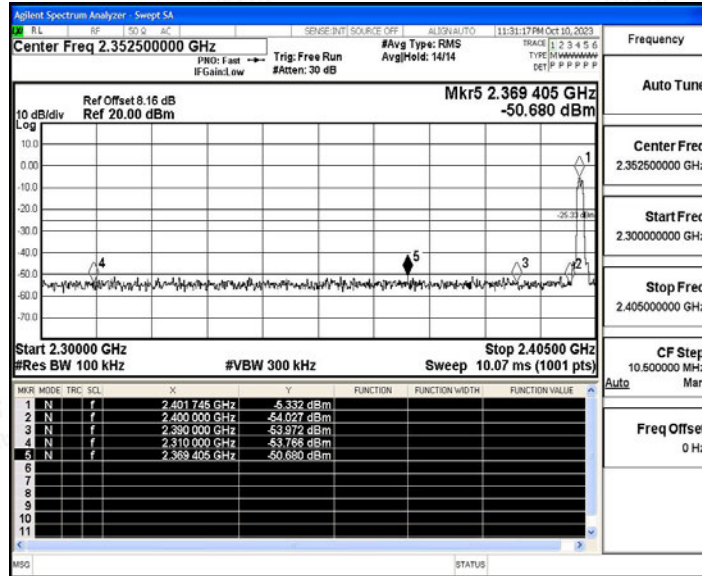 Agilent Spectrum Analyzer - Swept SA
RL RF 50 Ω AC SENSE:INT SOURCE OFF ALIGNAUTO 11:31:17 PM Oct 10, 2023
Center Freq 2.352500000 GHz
PNO: Fast
IFGain:Low
Trig: Free Run
#Atten: 30 dB
#Avg Type: RMS
Avg|Hold: 14/14
TRACE 1 2 3 4 5 6
TYPE MWWWWW
DET P P P P P P
Ref Offset 8.16 dB
Ref 20.00 dBm
10 dB/div
Log
Mkr5 2.369 405 GHz
-50.680 dBm
10.0
0.00
-10.0
-20.0
-30.0
-40.0
-50.0
-60.0
-70.0
1
-25.33 dBm
4
5
3
2
Start 2.30000 GHz
#Res BW 100 kHz
#VBW 300 kHz
Stop 2.40500 GHz
Sweep 10.07 ms (1001 pts)
MKR MODE TRC SCL X Y FUNCTION FUNCTION WIDTH FUNCTION VALUE
1 N f 2.401 745 GHz -5.332 dBm
2 N f 2.400 000 GHz -54.027 dBm
3 N f 2.390 000 GHz -53.972 dBm
4 N f 2.310 000 GHz -53.766 dBm
5 N f 2.369 405 GHz -50.680 dBm
6
7
8
9
10
11
MSG
STATUS
Frequency
Auto Tune
Center Freq
2.352500000 GHz
Start Freq
2.300000000 GHz
Stop Freq
2.405000000 GHz
CF Step
10.500000 MHz
Auto Man
Freq Offset
0 Hz